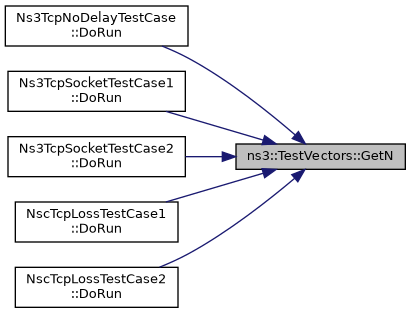 Ns3TcpNoDelayTestCase
::DoRun
Ns3TcpSocketTestCase1
::DoRun
Ns3TcpSocketTestCase2
::DoRun
ns3::TestVectors::GetN
NscTcpLossTestCase1
::DoRun
NscTcpLossTestCase2
::DoRun